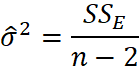 σ̂² = SS_E / (n − 2)